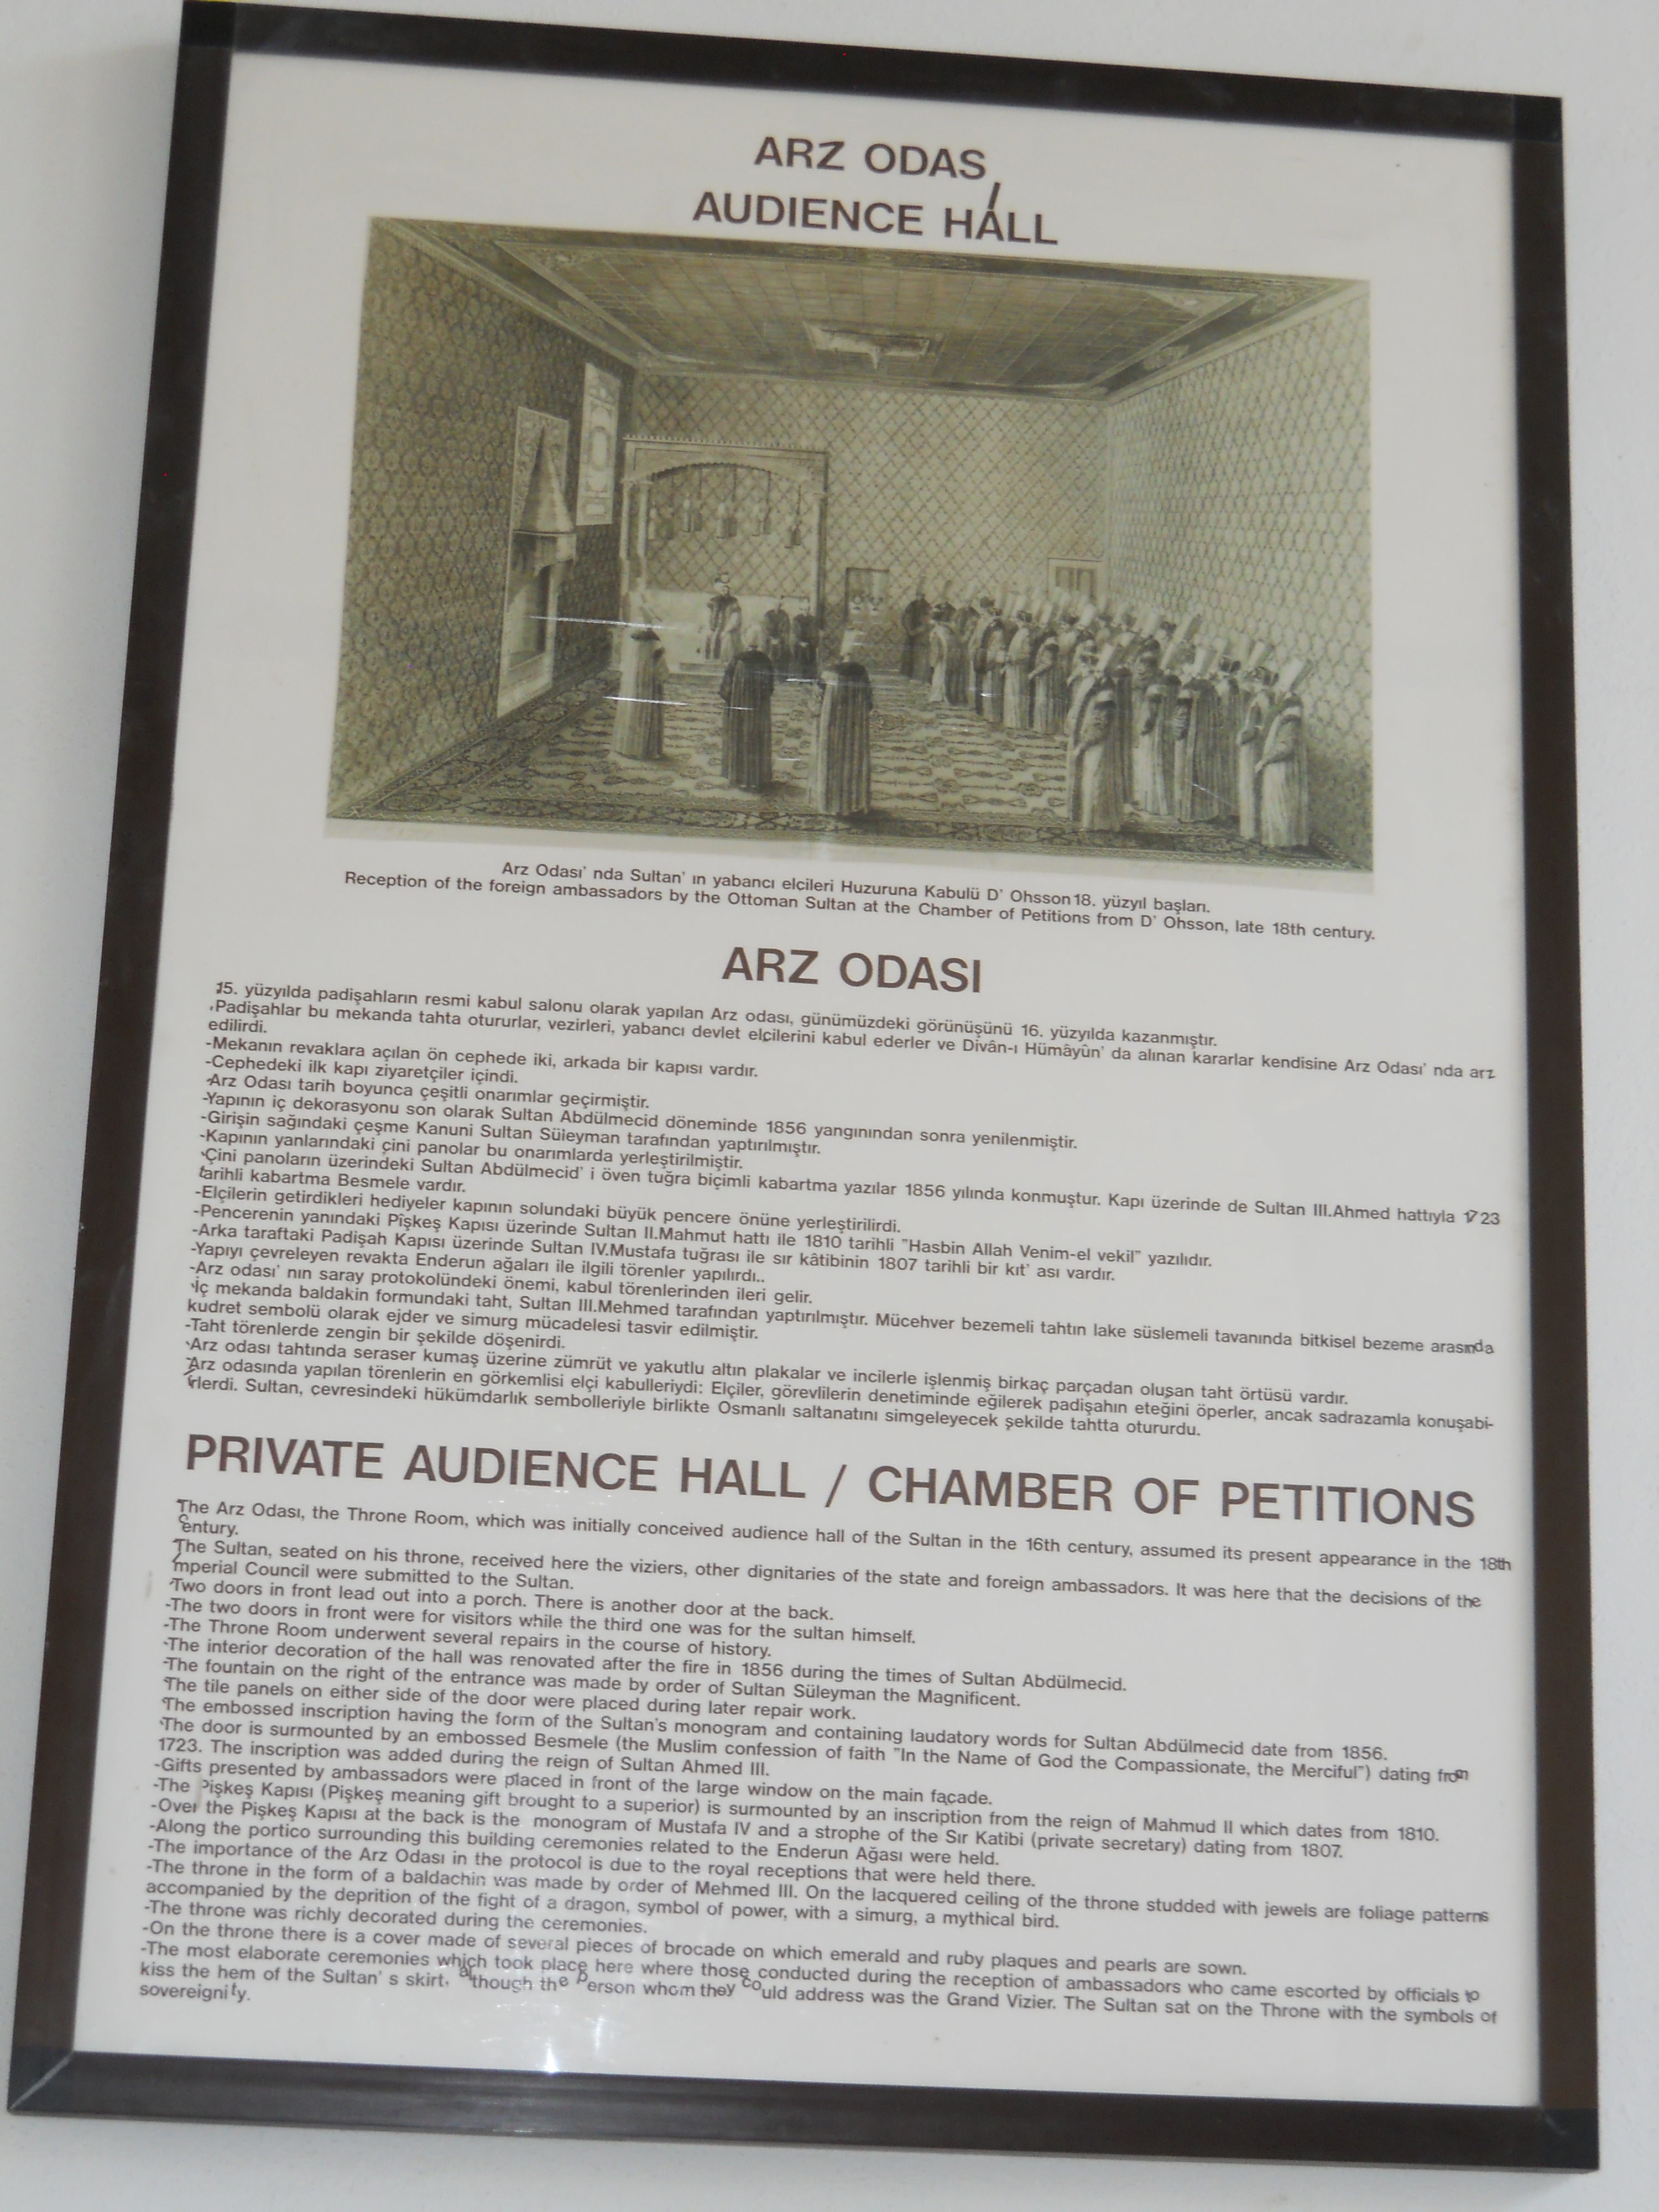 ARZ ODASI
AUDIENCE HALL
Arz Odası' nda Sultan' ın yabancı elçileri Huzuruna Kabulü D' Ohsson 18. yüzyıl başları.
Reception of the foreign ambassadors by the Ottoman Sultan at the Chamber of Petitions from D' Ohsson, late 18th century.
ARZ ODASI
15. yüzyılda padişahların resmi kabul salonu olarak yapılan Arz odası, günümüzdeki görünüşünü 16. yüzyılda kazanmıştır.
-Padişahlar bu mekanda tahta otururlar, vezirleri, yabancı devlet elçilerini kabul ederler ve Divân-ı Hümâyûn' da alınan kararlar kendisine Arz Odası' nda arz
edilirdi.
-Mekanın revaklara açılan ön cephede iki, arkada bir kapısı vardır.
-Cephedeki ilk kapı ziyaretçiler içindi.
-Arz Odası tarih boyunca çeşitli onarımlar geçirmiştir.
-Yapının iç dekorasyonu son olarak Sultan Abdülmecid döneminde 1856 yangınından sonra yenilenmiştir.
-Girişin sağındaki çeşme Kanuni Sultan Süleyman tarafından yaptırılmıştır.
-Kapının yanlarındaki çini panolar bu onarımlarda yerleştirilmiştir.
-Çini panoların üzerindeki Sultan Abdülmecid' i öven tuğra biçimli kabartma yazılar 1856 yılında konmuştur. Kapı üzerinde de Sultan III.Ahmed hattıyla 1723
tarihli kabartma Besmele vardır.
-Elçilerin getirdikleri hediyeler kapının solundaki büyük pencere önüne yerleştirilirdi.
-Pencerenin yanındaki Pîşkeş Kapısı üzerinde Sultan II.Mahmut hattı ile 1810 tarihli "Hasbin Allah Venim-el vekil" yazılıdır.
-Arka taraftaki Padişah Kapısı üzerinde Sultan IV.Mustafa tuğrası ile sır kâtibinin 1807 tarihli bir kıt' ası vardır.
-Yapıyı çevreleyen revakta Enderun ağaları ile ilgili törenler yapılırdı..
-Arz odası' nın saray protokolündeki önemi, kabul törenlerinden ileri gelir.
-İç mekanda baldakin formundaki taht, Sultan III.Mehmed tarafından yaptırılmıştır. Mücehver bezemeli tahtın lake süslemeli tavanında bitkisel bezeme arasında
kudret sembolü olarak ejder ve simurg mücadelesi tasvir edilmiştir.
-Taht törenlerde zengin bir şekilde döşenirdi.
-Arz odası tahtında seraser kumaş üzerine zümrüt ve yakutlu altın plakalar ve incilerle işlenmiş birkaç parçadan oluşan taht örtüsü vardır.
-Arz odasında yapılan törenlerin en görkemlisi elçi kabulleriydi: Elçiler, görevlilerin denetiminde eğilerek padişahın eteğini öperler, ancak sadrazamla konuşabi-
lirlerdi. Sultan, çevresindeki hükümdarlık sembolleriyle birlikte Osmanlı saltanatını simgeleyecek şekilde tahtta otururdu.
PRIVATE AUDIENCE HALL / CHAMBER OF PETITIONS
The Arz Odası, the Throne Room, which was initially conceived audience hall of the Sultan in the 16th century, assumed its present appearance in the 18th
century.
The Sultan, seated on his throne, received here the viziers, other dignitaries of the state and foreign ambassadors. It was here that the decisions of the
Imperial Council were submitted to the Sultan.
-Two doors in front lead out into a porch. There is another door at the back.
-The two doors in front were for visitors while the third one was for the sultan himself.
-The Throne Room underwent several repairs in the course of history.
-The interior decoration of the hall was renovated after the fire in 1856 during the times of Sultan Abdülmecid.
-The fountain on the right of the entrance was made by order of Sultan Süleyman the Magnificent.
The tile panels on either side of the door were placed during later repair work.
The embossed inscription having the form of the Sultan's monogram and containing laudatory words for Sultan Abdülmecid date from 1856.
-The door is surmounted by an embossed Besmele (the Muslim confession of faith "In the Name of God the Compassionate, the Merciful") dating from
1723. The inscription was added during the reign of Sultan Ahmed III.
-Gifts presented by ambassadors were placed in front of the large window on the main façade.
-The Pişkeş Kapısı (Pişkeş meaning gift brought to a superior) is surmounted by an inscription from the reign of Mahmud II which dates from 1810.
-Over the Pişkeş Kapısı at the back is the monogram of Mustafa IV and a strophe of the Sır Katibi (private secretary) dating from 1807.
-Along the portico surrounding this building ceremonies related to the Enderun Ağası were held.
-The importance of the Arz Odası in the protocol is due to the royal receptions that were held there.
-The throne in the form of a baldachin was made by order of Mehmed III. On the lacquered ceiling of the throne studded with jewels are foliage patterns
accompanied by the deprition of the fight of a dragon, symbol of power, with a simurg, a mythical bird.
-The throne was richly decorated during the ceremonies.
-On the throne there is a cover made of several pieces of brocade on which emerald and ruby plaques and pearls are sown.
-The most elaborate ceremonies which took place here where those conducted during the reception of ambassadors who came escorted by officials to
kiss the hem of the Sultan' s skirt, although the person whom they could address was the Grand Vizier. The Sultan sat on the Throne with the symbols of
sovereignity.